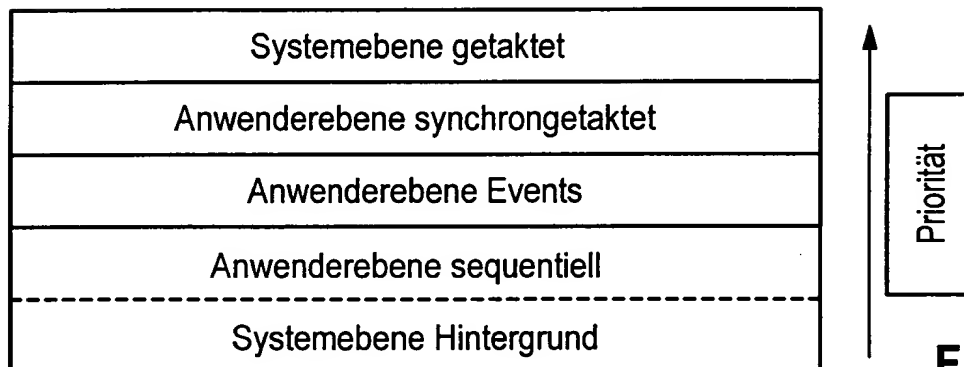 Systemebene getaktet
Anwenderebene synchrongetaktet
Anwenderebene Events
Anwenderebene sequentiell
Systemebene Hintergrund
Priorität